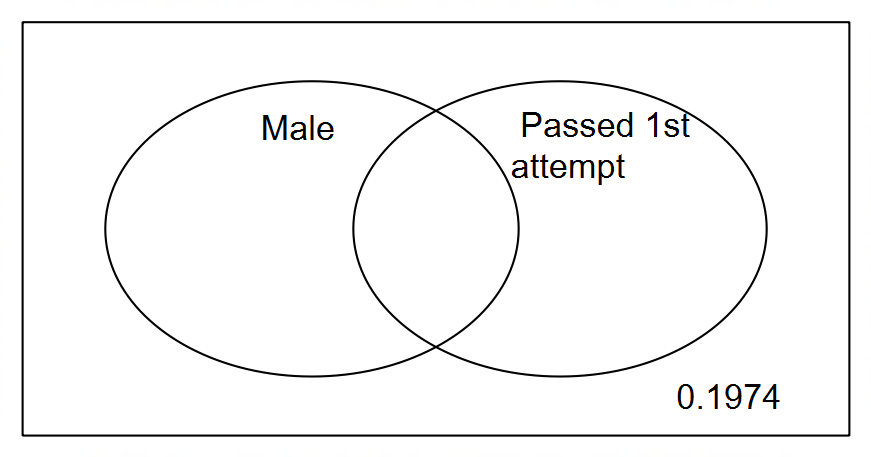 Male
Passed 1st
attempt
0.1974